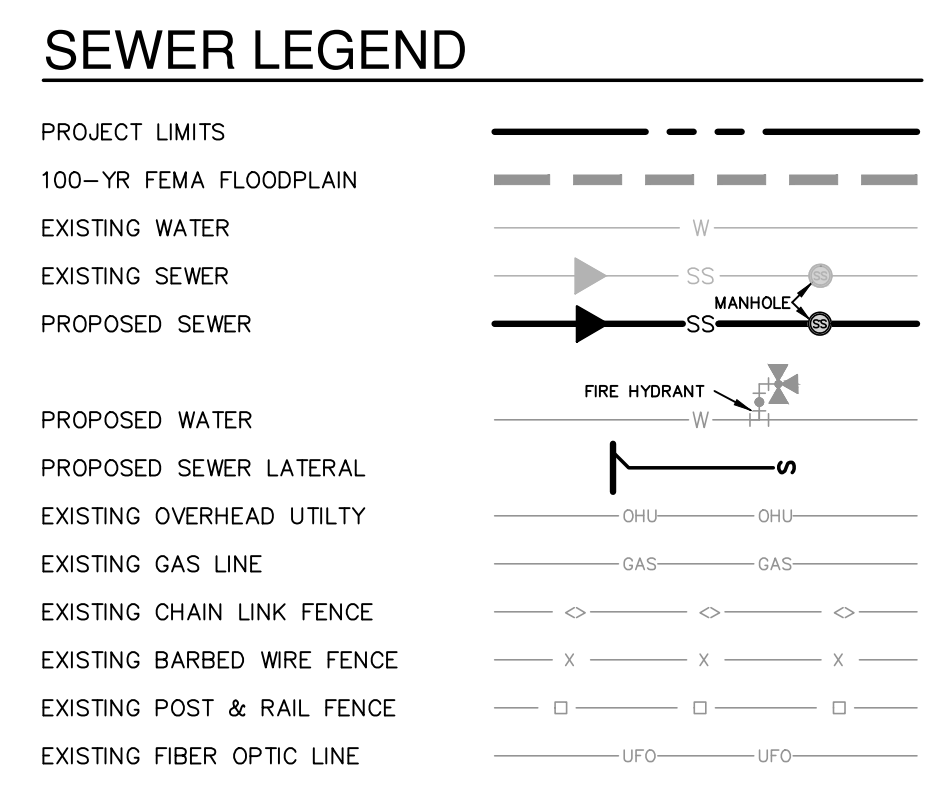 SEWER LEGEND
PROJECT LIMITS
100-YR FEMA FLOODPLAIN
EXISTING WATER W
EXISTING SEWER SS SS
MANHOLE
PROPOSED SEWER SS SS
FIRE HYDRANT
PROPOSED WATER W
PROPOSED SEWER LATERAL S
EXISTING OVERHEAD UTILTY OHU OHU
EXISTING GAS LINE GAS GAS
EXISTING CHAIN LINK FENCE <> <> <>
EXISTING BARBED WIRE FENCE X X X
EXISTING POST & RAIL FENCE
EXISTING FIBER OPTIC LINE UFO UFO